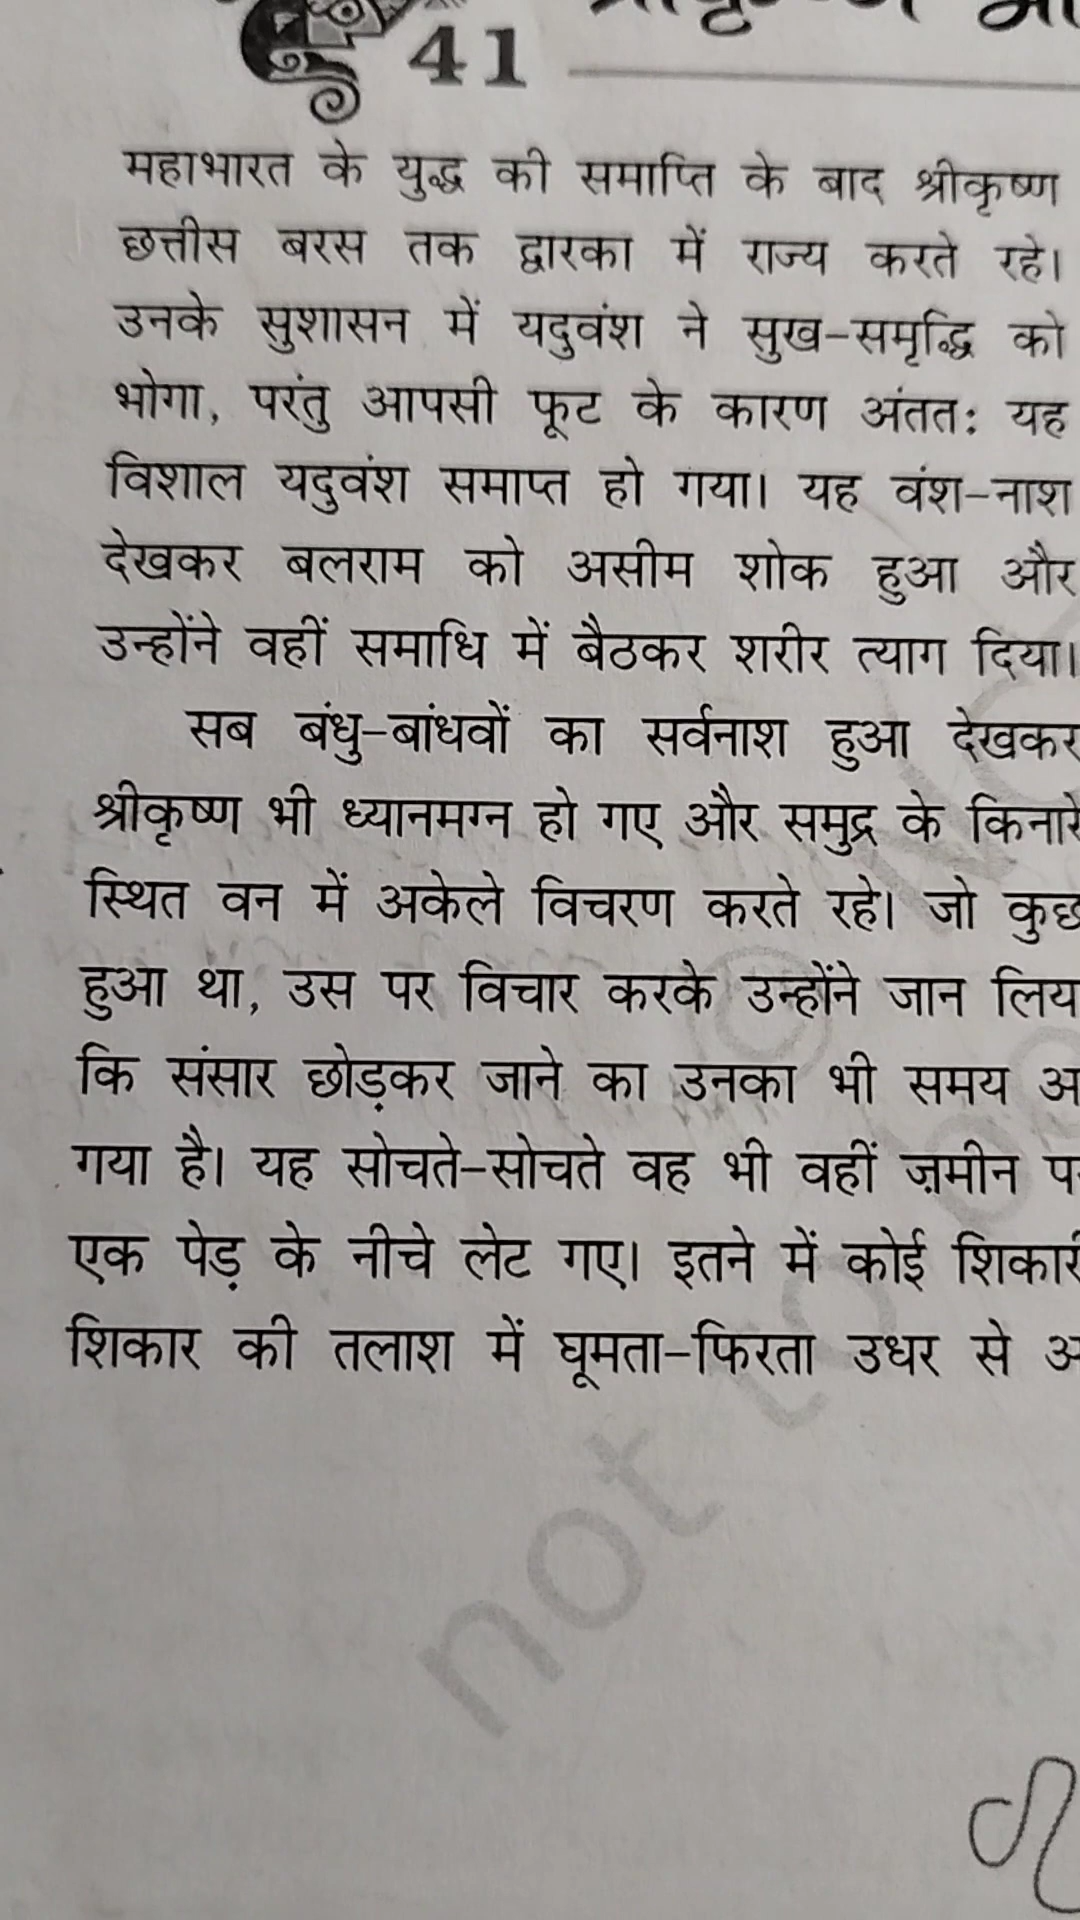 41
महाभारत के युद्ध की समाप्ति के बाद श्रीकृष्ण
छत्तीस बरस तक द्वारका में राज्य करते रहे।
उनके सुशासन में यदुवंश ने सुख-समृद्धि को
भोगा, परंतु आपसी फूट के कारण अंततः यह
विशाल यदुवंश समाप्त हो गया। यह वंश-नाश
देखकर बलराम को असीम शोक हुआ और
उन्होंने वहीं समाधि में बैठकर शरीर त्याग दिया।
सब बंधु-बांधवों का सर्वनाश हुआ देखकर
श्रीकृष्ण भी ध्यानमग्न हो गए और समुद्र के किनारे
स्थित वन में अकेले विचरण करते रहे। जो कुछ
हुआ था, उस पर विचार करके उन्होंने जान
कि संसार छोड़कर जाने का उनका भी समय
गया है। यह सोचते-सोचते वह भी वहीं ज़मीन
एक पेड़ के नीचे लेट गए। इतने में कोई शिकारी
शिकार की तलाश में घूमता-फिरता उधर से
not to be